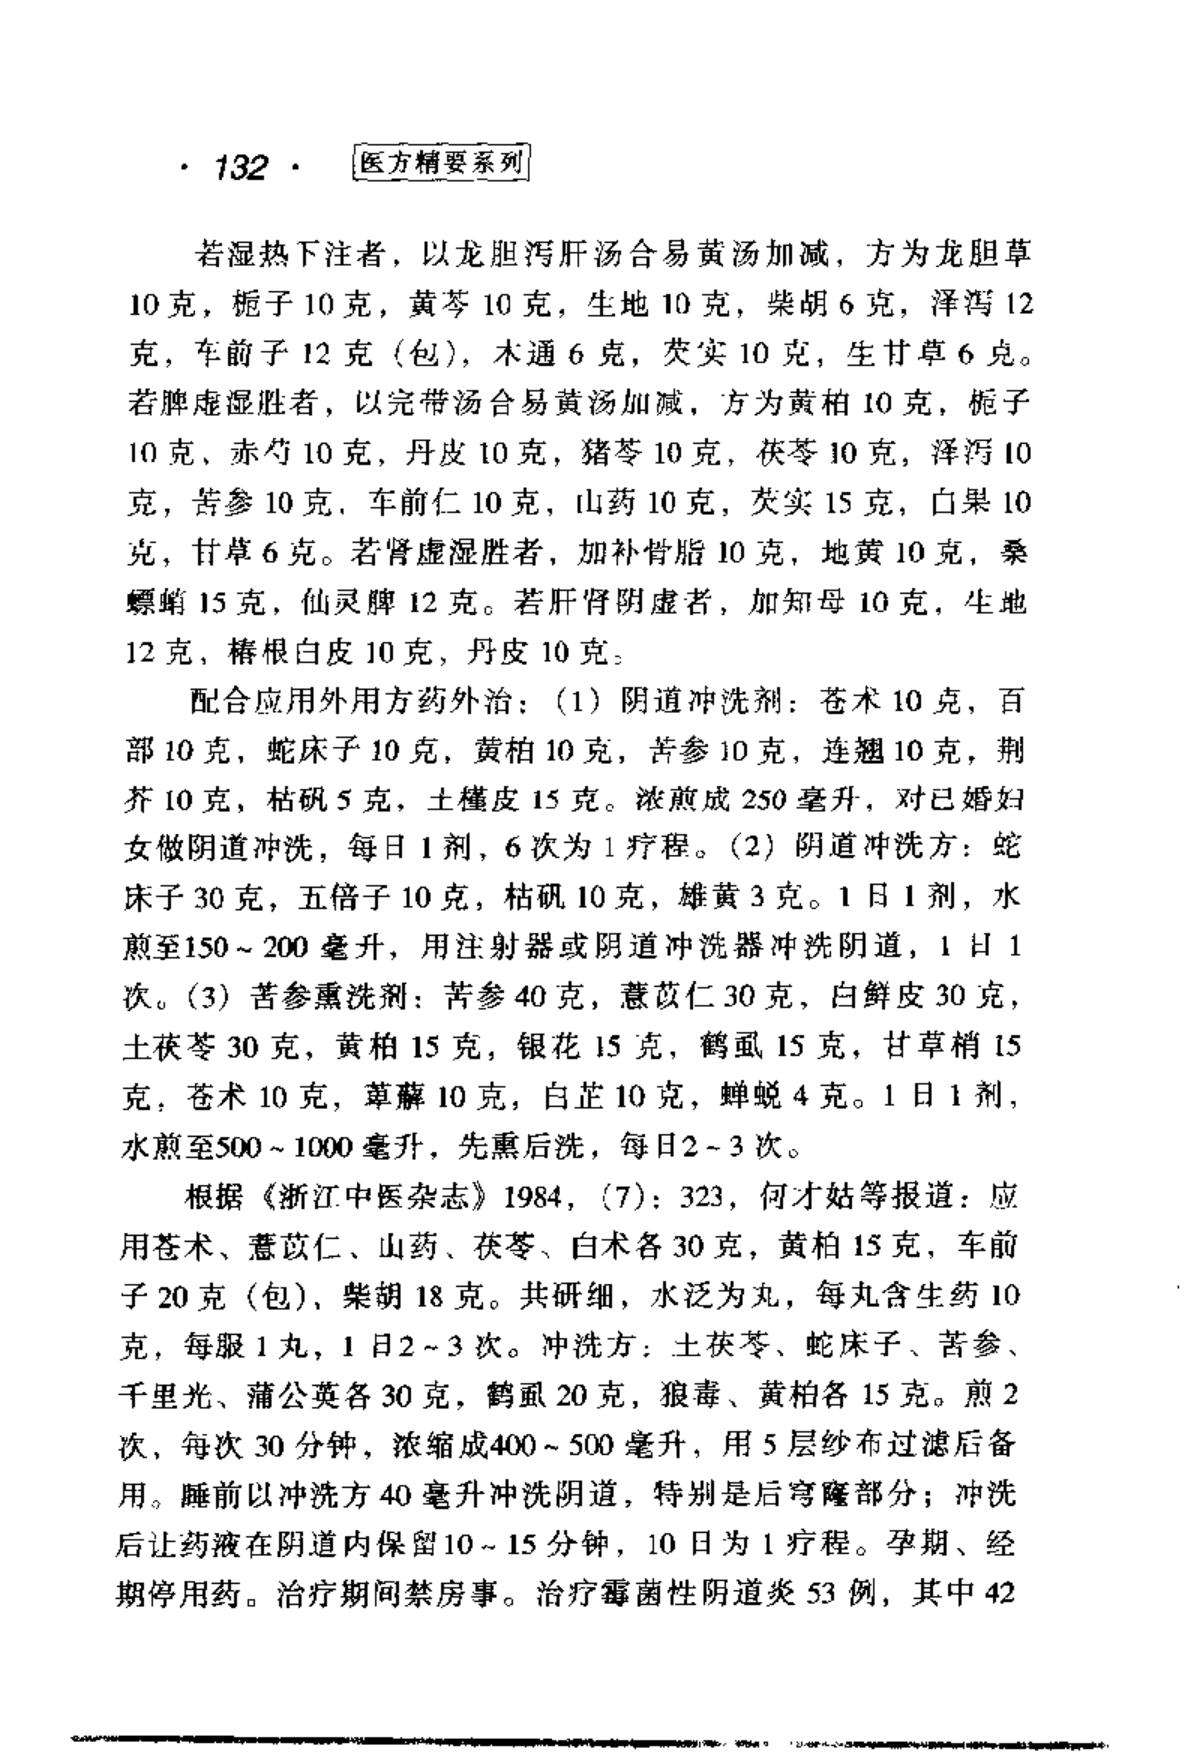 · 132 · 医方精要系列
若湿热下注者，以龙胆泻肝汤合易黄汤加减，方为龙胆草
10 克，栀子 10 克，黄芩 10 克，生地 10 克，柴胡 6 克，泽泻 12
克，车前子 12 克（包），木通 6 克，芡实 10 克，生甘草 6 克。
若脾虚湿胜者，以完带汤合易黄汤加减，方为黄柏 10 克，栀子
10 克、赤芍 10 克，丹皮 10 克，猪苓 10 克，茯苓 10 克，泽泻 10
克，苦参 10 克，车前仁 10 克，山药 10 克，芡实 15 克，白果 10
克，甘草 6 克。若肾虚湿胜者，加补骨脂 10 克，地黄 10 克，桑
螵蛸 15 克，仙灵脾 12 克。若肝肾阴虚者，加知母 10 克，生地
12 克，椿根白皮 10 克，丹皮 10 克。
配合应用外用方药外治：（1）阴道冲洗剂：苍术 10 克，百
部 10 克，蛇床子 10 克，黄柏 10 克，苦参 10 克，连翘 10 克，荆
芥 10 克，枯矾 5 克，土槿皮 15 克。浓煎成 250 毫升，对已婚妇
女做阴道冲洗，每日 1 剂，6 次为 1 疗程。（2）阴道冲洗方：蛇
床子 30 克，五倍子 10 克，枯矾 10 克，雄黄 3 克。1 日 1 剂，水
煎至150～200 毫升，用注射器或阴道冲洗器冲洗阴道，1 日 1
次。（3）苦参熏洗剂：苦参 40 克，薏苡仁 30 克，白鲜皮 30 克，
土茯苓 30 克，黄柏 15 克，银花 15 克，鹤虱 15 克，甘草梢 15
克，苍术 10 克，萆薢 10 克，白芷 10 克，蝉蜕 4 克。1 日 1 剂，
水煎至500～1000 毫升，先熏后洗，每日2～3 次。
根据《浙江中医杂志》1984，（7）：323，何才姑等报道：应
用苍术、薏苡仁、山药、茯苓、白术各 30 克，黄柏 15 克，车前
子 20 克（包），柴胡 18 克。共研细，水泛为丸，每丸含生药 10
克，每服 1 丸，1 日2～3 次。冲洗方：土茯苓、蛇床子、苦参、
千里光、蒲公英各 30 克，鹤虱 20 克，狼毒、黄柏各 15 克。煎 2
次，每次 30 分钟，浓缩成400～500 毫升，用 5 层纱布过滤后备
用。睡前以冲洗方 40 毫升冲洗阴道，特别是后穹窿部分；冲洗
后让药液在阴道内保留10～15 分钟，10 日为 1 疗程。孕期、经
期停用药。治疗期间禁房事。治疗霉菌性阴道炎 53 例，其中 42